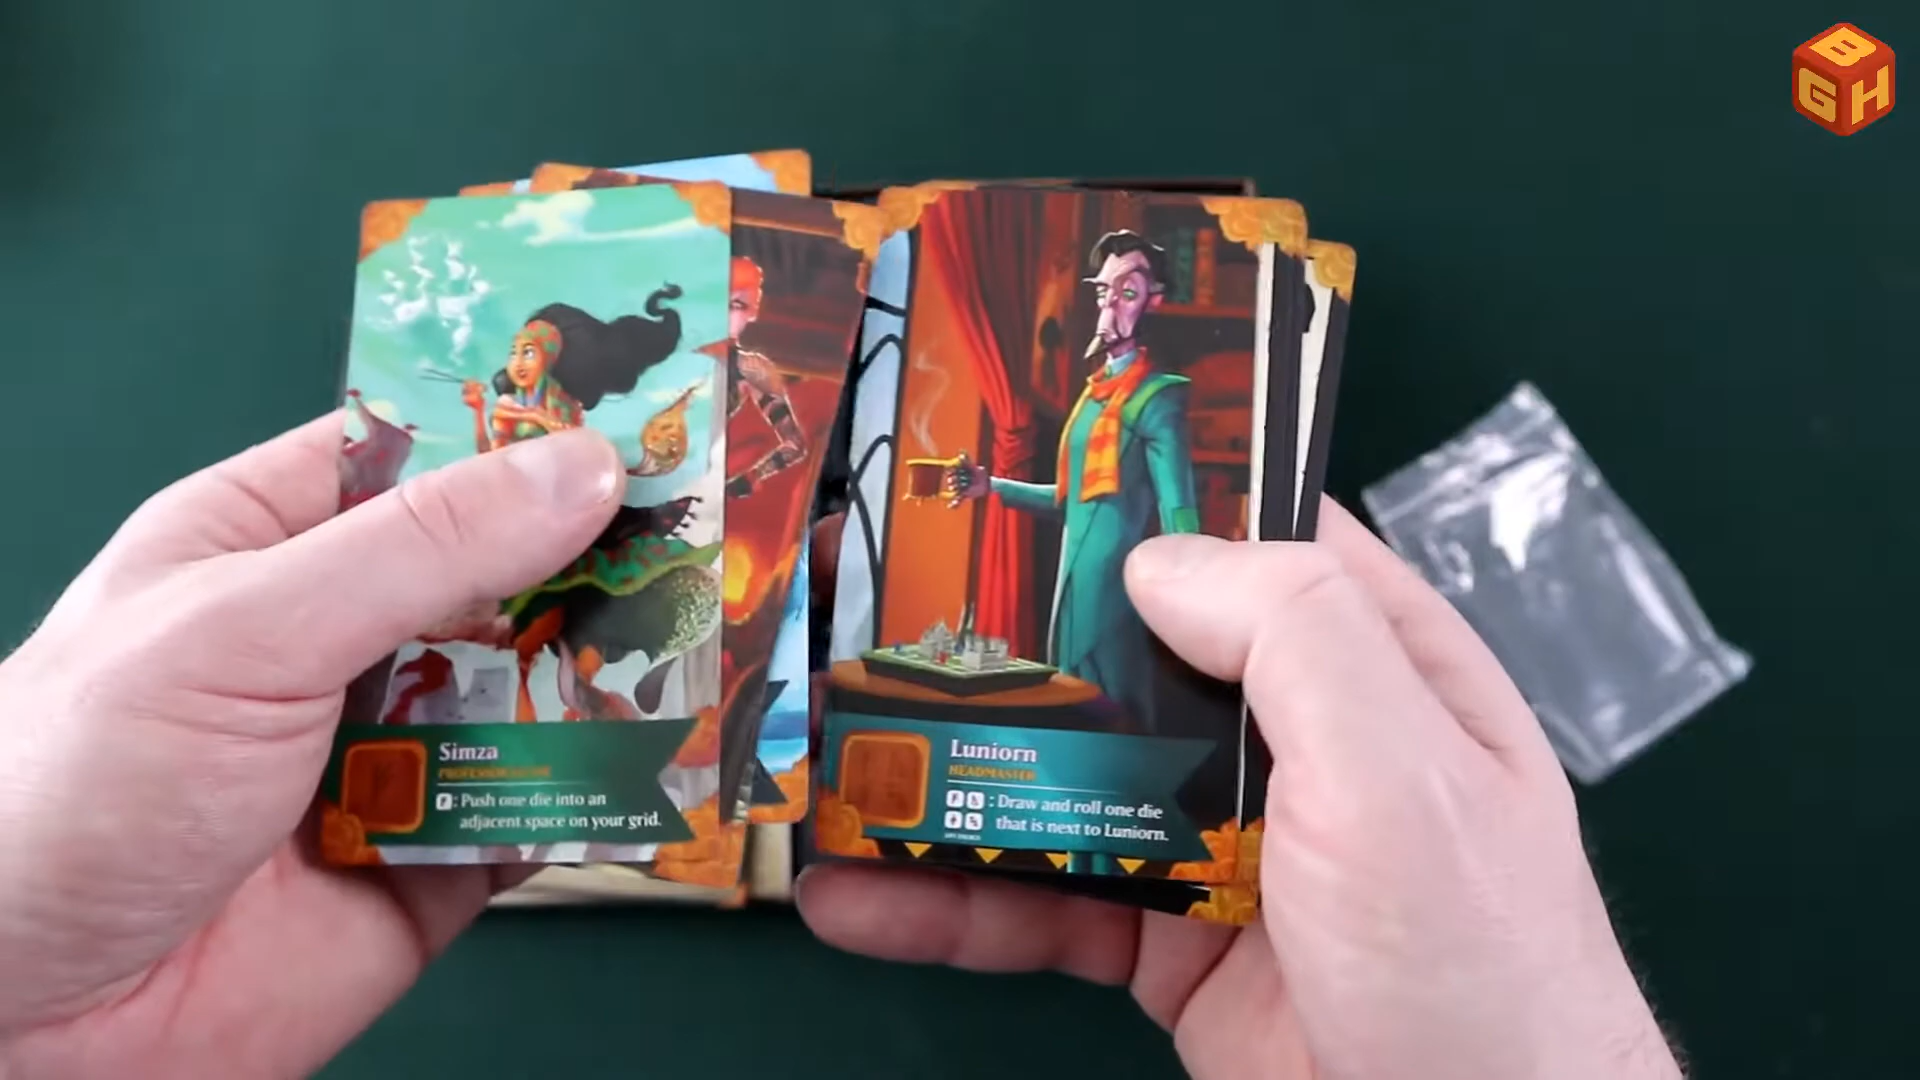 B
G H
Simza
: Push one die into an
adjacent space on your grid.
Luniorn
HEADMASTER
: Draw and roll one die
that is next to Luniorn.